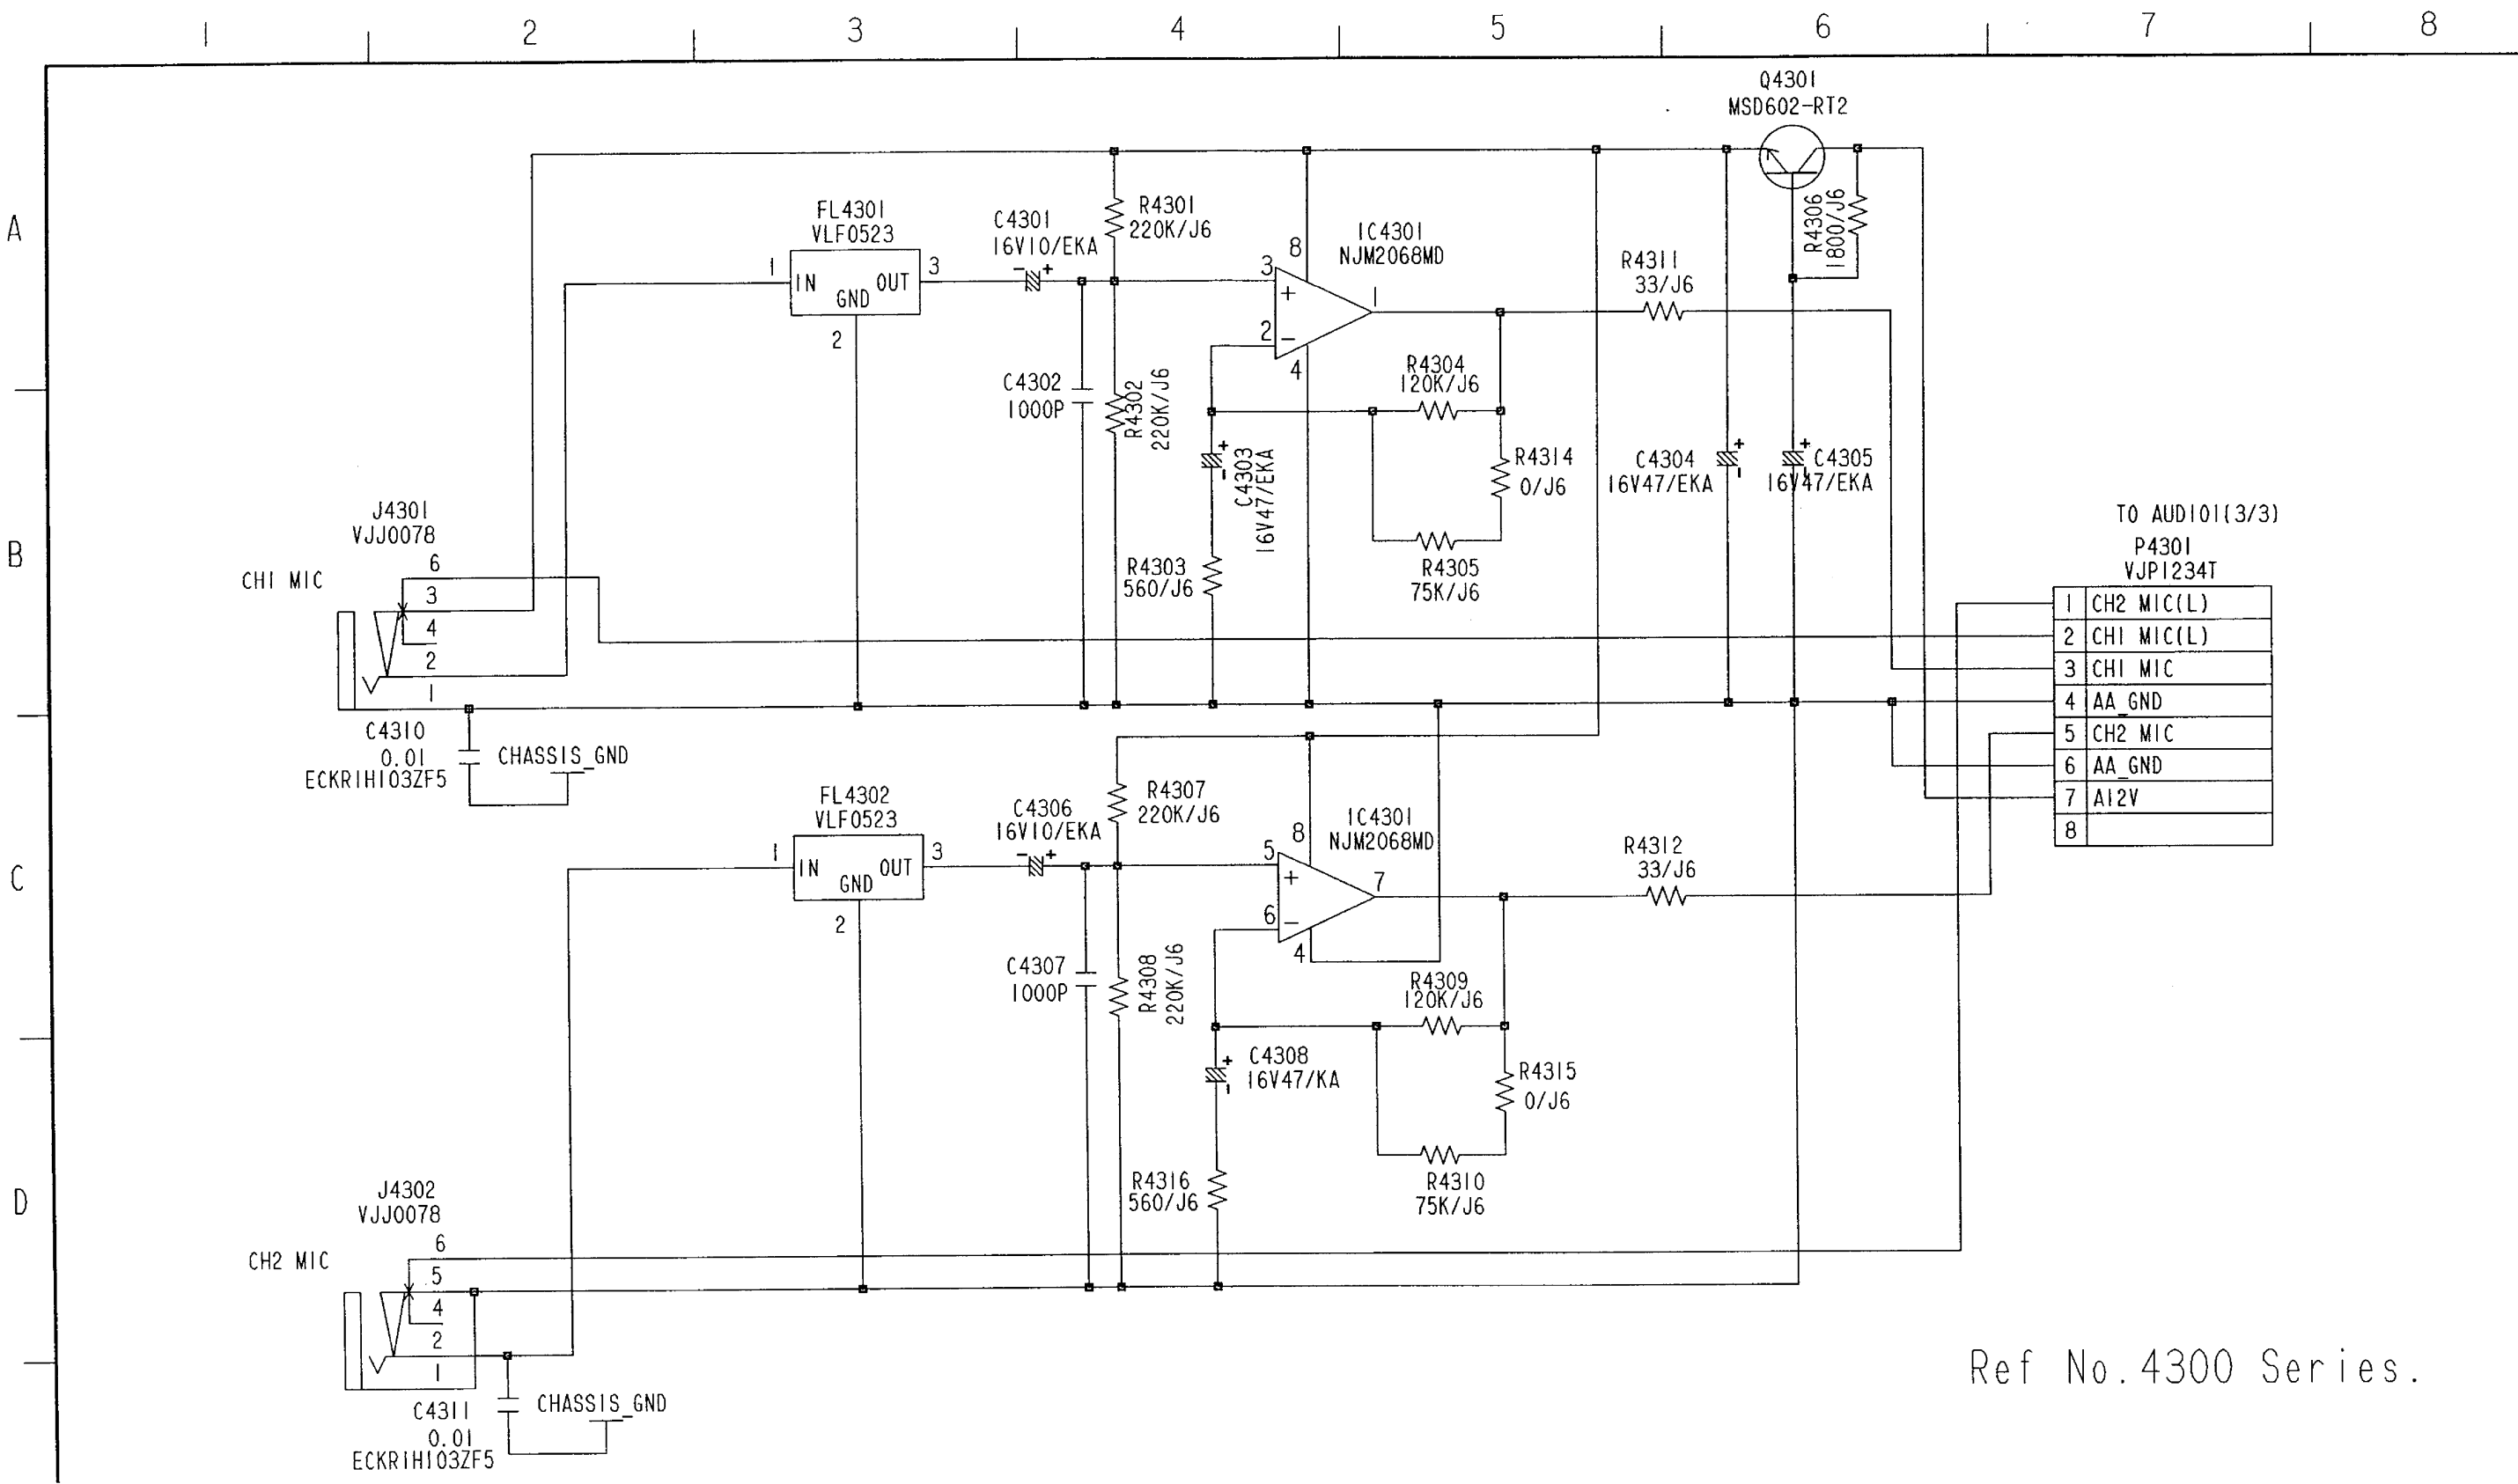 1 2 3 4 5 6 7 8
A
B
C
D
Q4301
MSD602-RT2
R4306
1800/J6
FL4301
VLF0523
1 IN OUT 3
GND
2
C4301
16V10/EKA
- +
R4301
220K/J6
IC4301
NJM2068MD
8
3
+
1
2
-
4
R4311
33/J6
C4302
1000P
R4302
220K/J6
R4304
120K/J6
+
-
C4303
16V47/EKA
R4314
0/J6
R4305
75K/J6
R4303
560/J6
C4304
16V47/EKA
+
-
C4305
16V47/EKA
+
-
J4301
VJJ0078
CH1 MIC
6
3
4
2
1
C4310
0.01
ECKR1H103ZF5
CHASSIS_GND
TO AUDIO1(3/3)
P4301
VJP1234T
1 CH2 MIC(L)
2 CH1 MIC(L)
3 CH1 MIC
4 AA_GND
5 CH2 MIC
6 AA_GND
7 A12V
8
FL4302
VLF0523
1 IN OUT 3
GND
2
C4306
16V10/EKA
- +
R4307
220K/J6
IC4301
NJM2068MD
8
5
+
7
6
-
4
R4312
33/J6
C4307
1000P
R4308
220K/J6
R4309
120K/J6
+
-
C4308
16V47/KA
R4315
0/J6
R4310
75K/J6
R4316
560/J6
J4302
VJJ0078
CH2 MIC
6
5
4
2
1
C4311
0.01
ECKR1H103ZF5
CHASSIS_GND
Ref No.4300 Series.